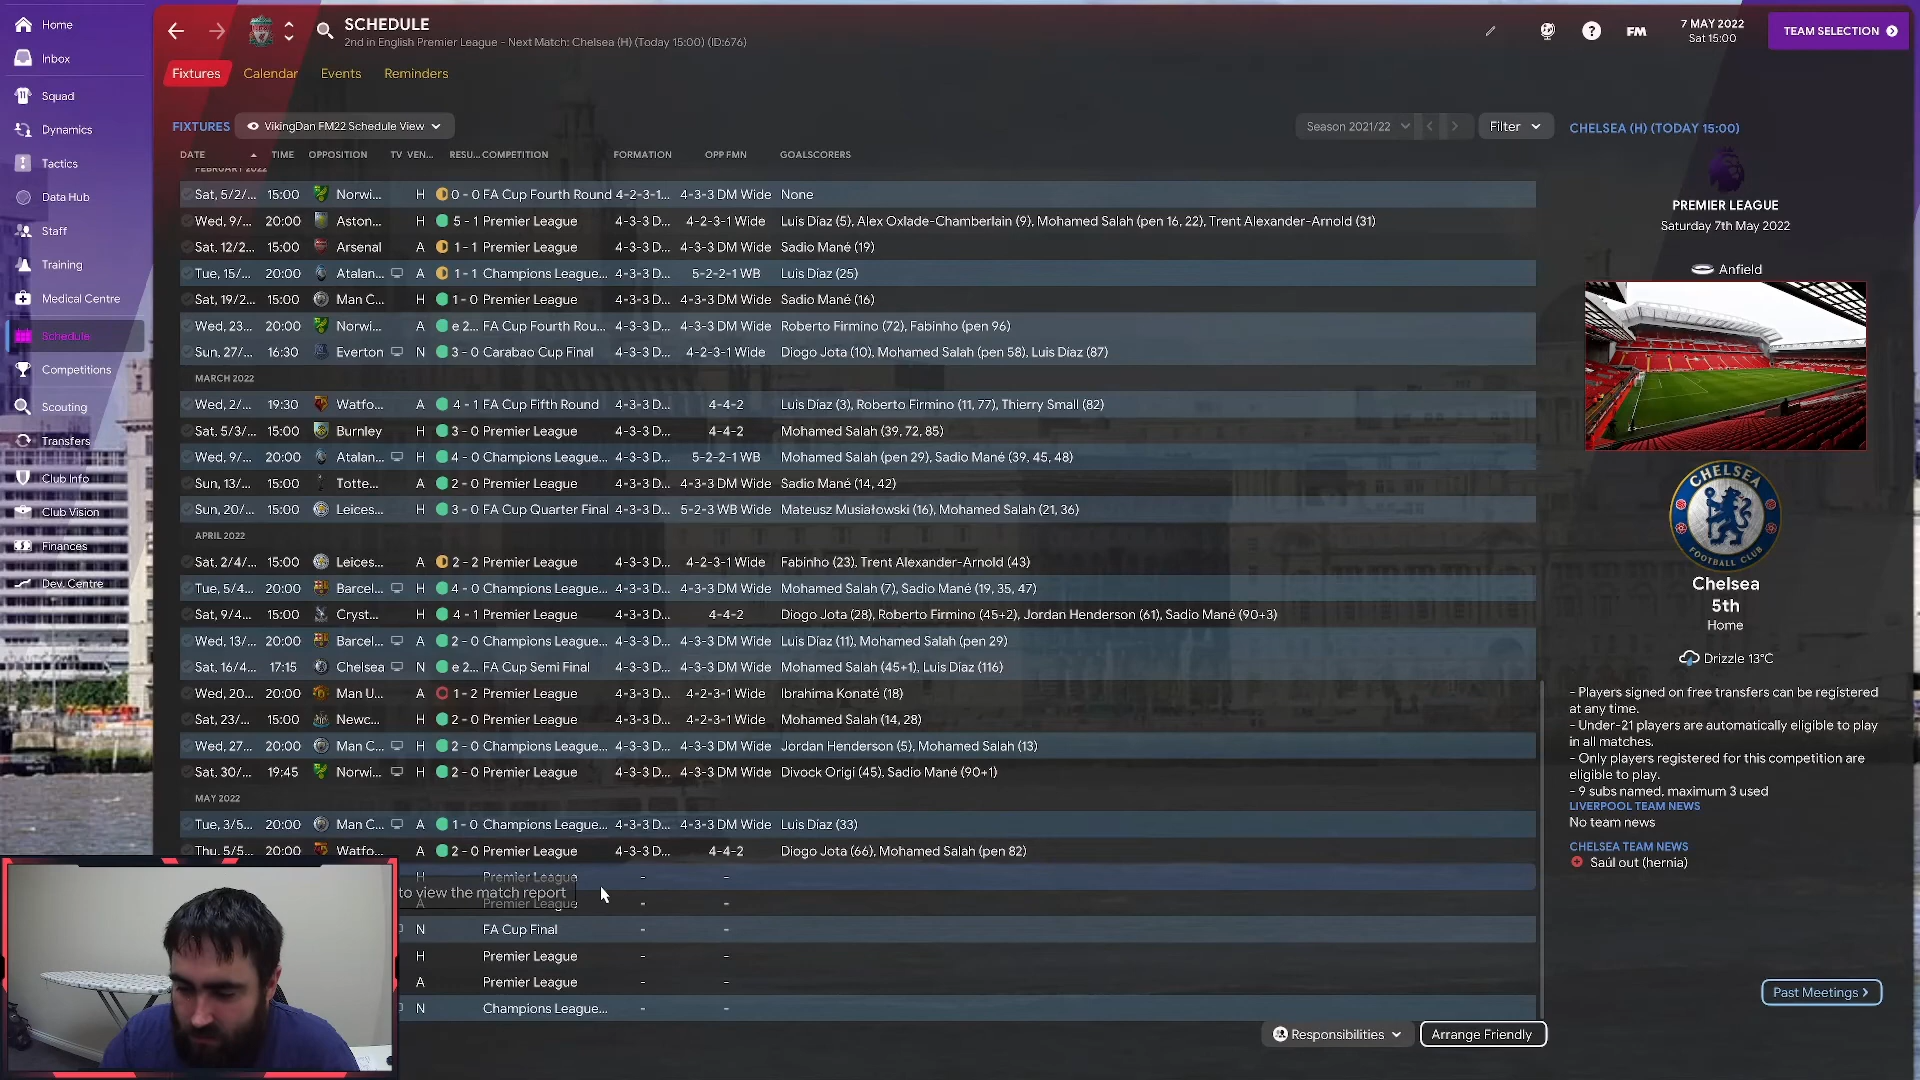 Home
Inbox
Squad
Dynamics
Tactics
Data Hub
Staff
Training
Medical Centre
Schedule
Competitions
Scouting
Transfers
Club Info
Club Vision
Finances
Dev. Centre
SCHEDULE
2nd in English Premier League - Next Match: Chelsea (H) (Today 15:00) (ID:676)
? FM 7 MAY 2022
Sat 15:00
TEAM SELECTION
Fixtures Calendar Events Reminders
FIXTURES VikingDan FM22 Schedule View Season 2021/22 Filter
DATE TIME OPPOSITION TV VEN... RESU... COMPETITION FORMATION OPP FMN GOALSCORERS
FEBRUARY 2022
Sat, 5/2/... 15:00 Norwi... H 0 - 0 FA Cup Fourth Round 4-2-3-1... 4-3-3 DM Wide None
Wed, 9/... 20:00 Aston... H 5 - 1 Premier League 4-3-3 D... 4-2-3-1 Wide Luis Díaz (5), Alex Oxlade-Chamberlain (9), Mohamed Salah (pen 16, 22), Trent Alexander-Arnold (31)
Sat, 12/2... 15:00 Arsenal A 1 - 1 Premier League 4-3-3 D... 4-3-3 DM Wide Sadio Mané (19)
Tue, 15/... 20:00 Atalan... A 1 - 1 Champions League... 4-3-3 D... 5-2-2-1 WB Luis Díaz (25)
Sat, 19/2... 15:00 Man C... H 1 - 0 Premier League 4-3-3 D... 4-3-3 DM Wide Sadio Mané (16)
Wed, 23... 20:00 Norwi... A e 2... FA Cup Fourth Rou... 4-3-3 D... 4-3-3 DM Wide Roberto Firmino (72), Fabinho (pen 96)
Sun, 27/... 16:30 Everton N 3 - 0 Carabao Cup Final 4-3-3 D... 4-2-3-1 Wide Diogo Jota (10), Mohamed Salah (pen 58), Luis Díaz (87)
MARCH 2022
Wed, 2/... 19:30 Watfo... A 4 - 1 FA Cup Fifth Round 4-3-3 D... 4-4-2 Luis Díaz (3), Roberto Firmino (11, 77), Thierry Small (82)
Sat, 5/3/... 15:00 Burnley H 3 - 0 Premier League 4-3-3 D... 4-4-2 Mohamed Salah (39, 72, 85)
Wed, 9/... 20:00 Atalan... H 4 - 0 Champions League... 4-3-3 D... 5-2-2-1 WB Mohamed Salah (pen 29), Sadio Mané (39, 45, 48)
Sun, 13/... 15:00 Totte... A 2 - 0 Premier League 4-3-3 D... 4-3-3 DM Wide Sadio Mané (14, 42)
Sun, 20/... 15:00 Leices... H 3 - 0 FA Cup Quarter Final 4-3-3 D... 5-2-3 WB Wide Mateusz Musiałowski (16), Mohamed Salah (21, 36)
APRIL 2022
Sat, 2/4/... 15:00 Leices... A 2 - 2 Premier League 4-3-3 D... 4-2-3-1 Wide Fabinho (23), Trent Alexander-Arnold (43)
Tue, 5/4... 20:00 Barcel... H 4 - 0 Champions League... 4-3-3 D... 4-3-3 DM Wide Mohamed Salah (7), Sadio Mané (19, 35, 47)
Sat, 9/4... 15:00 Cryst... H 4 - 1 Premier League 4-3-3 D... 4-4-2 Diogo Jota (28), Roberto Firmino (45+2), Jordan Henderson (61), Sadio Mané (90+3)
Wed, 13/... 20:00 Barcel... A 2 - 0 Champions League... 4-3-3 D... 4-3-3 DM Wide Luis Díaz (11), Mohamed Salah (pen 29)
Sat, 16/4... 17:15 Chelsea N e 2... FA Cup Semi Final 4-3-3 D... 4-3-3 DM Wide Mohamed Salah (45+1), Luis Díaz (116)
Wed, 20... 20:00 Man U... A 1 - 2 Premier League 4-3-3 D... 4-2-3-1 Wide Ibrahima Konaté (18)
Sat, 23/... 15:00 Newc... H 2 - 0 Premier League 4-3-3 D... 4-2-3-1 Wide Mohamed Salah (14, 28)
Wed, 27... 20:00 Man C... H 2 - 0 Champions League... 4-3-3 D... 4-3-3 DM Wide Jordan Henderson (5), Mohamed Salah (13)
Sat, 30/... 19:45 Norwi... H 2 - 0 Premier League 4-3-3 D... 4-3-3 DM Wide Divock Origi (45), Sadio Mané (90+1)
MAY 2022
Tue, 3/5... 20:00 Man C... A 1 - 0 Champions League... 4-3-3 D... 4-3-3 DM Wide Luis Díaz (33)
Thu, 5/5... 20:00 Watfo... A 2 - 0 Premier League 4-3-3 D... 4-4-2 Diogo Jota (66), Mohamed Salah (pen 82)
H Premier League - -
to view the match report
A Premier League - -
N FA Cup Final - -
H Premier League - -
A Premier League - -
N Champions League... - -
Responsibilities Arrange Friendly
CHELSEA (H) (TODAY 15:00)
PREMIER LEAGUE
Saturday 7th May 2022
Anfield
CHELSEA
FOOTBALL CLUB
Chelsea
5th
Home
Drizzle 13°C
- Players signed on free transfers can be registered
at any time.
- Under-21 players are automatically eligible to play
in all matches.
- Only players registered for this competition are
eligible to play.
- 9 subs named, maximum 3 used
LIVERPOOL TEAM NEWS
No team news
CHELSEA TEAM NEWS
Saúl out (hernia)
Past Meetings >